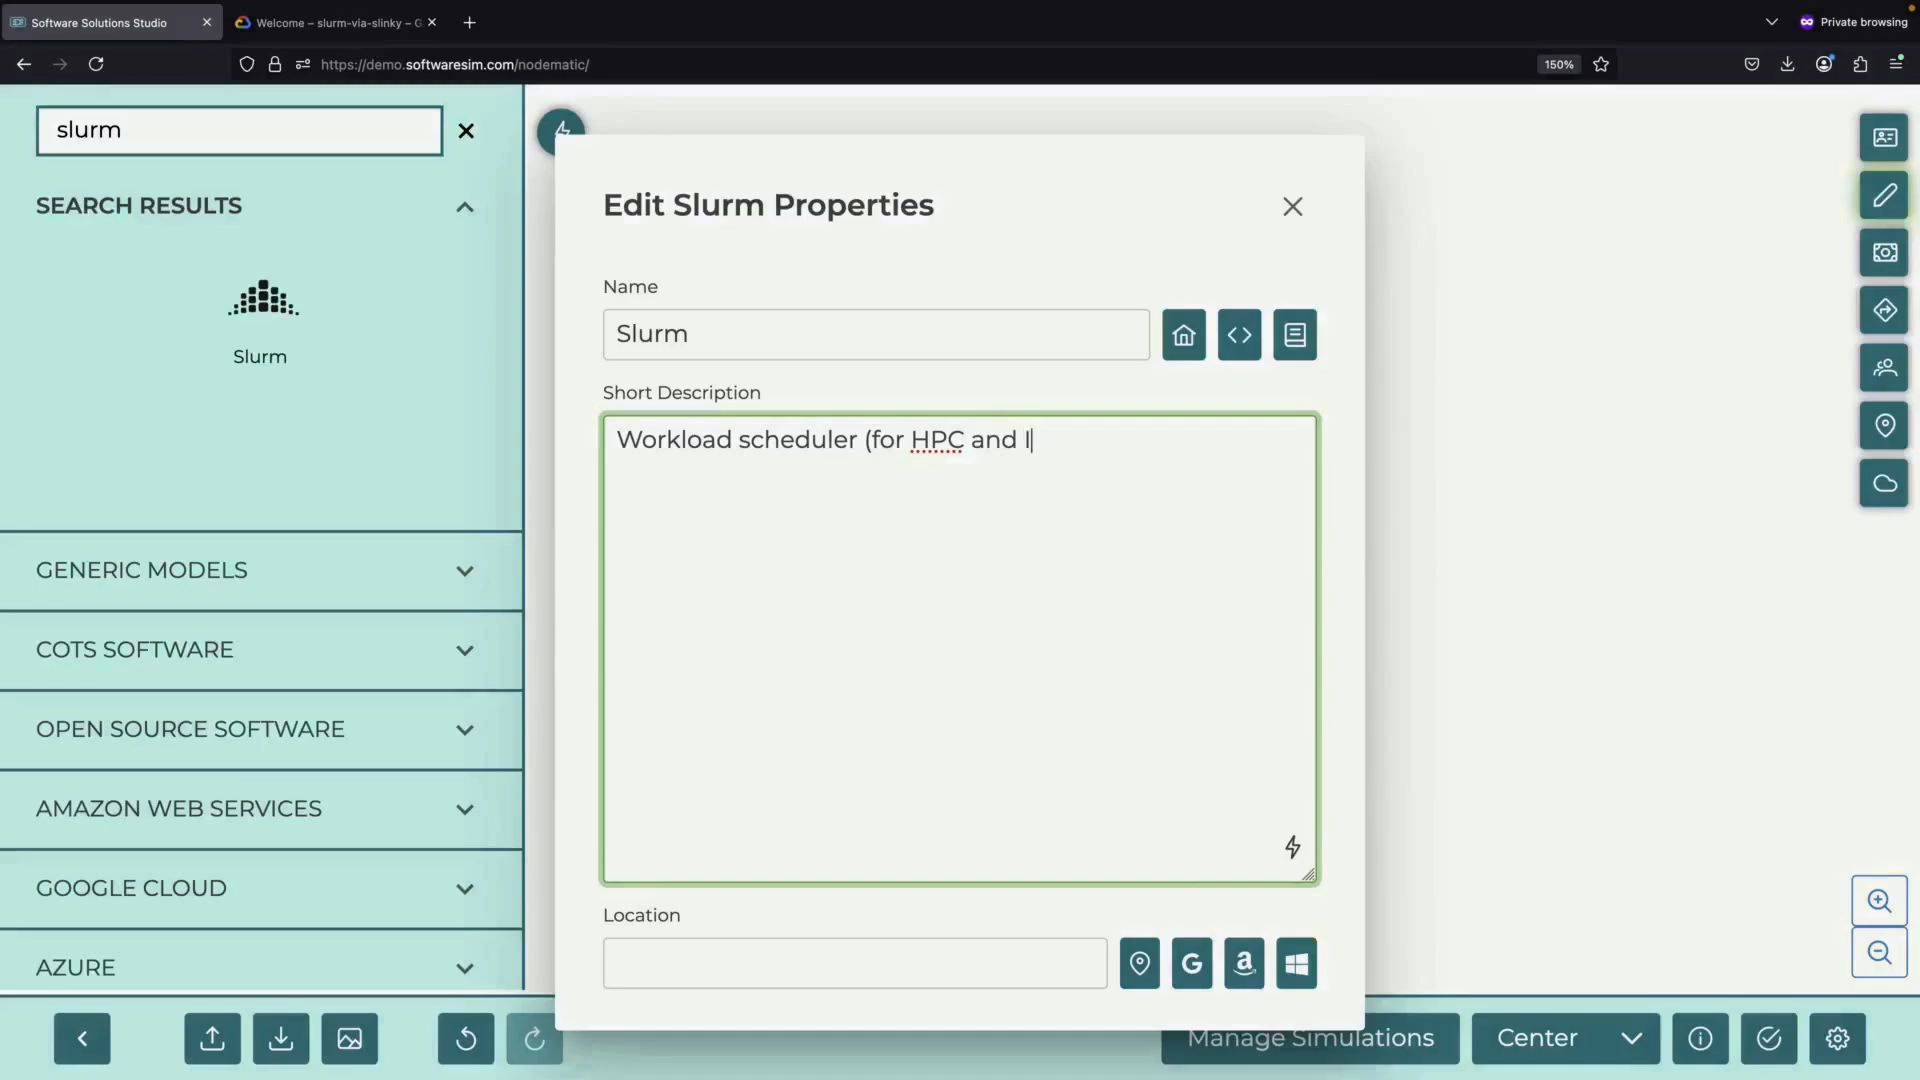 Software Solutions Studio
Welcome – slurm-via-slinky – G
Private browsing
https://demo.softwaresim.com/nodematic/
150%
slurm
SEARCH RESULTS
Slurm
GENERIC MODELS
COTS SOFTWARE
OPEN SOURCE SOFTWARE
AMAZON WEB SERVICES
GOOGLE CLOUD
AZURE
Edit Slurm Properties
Name
Slurm
Short Description
Workload scheduler (for HPC and I
Location
Manage Simulations
Center